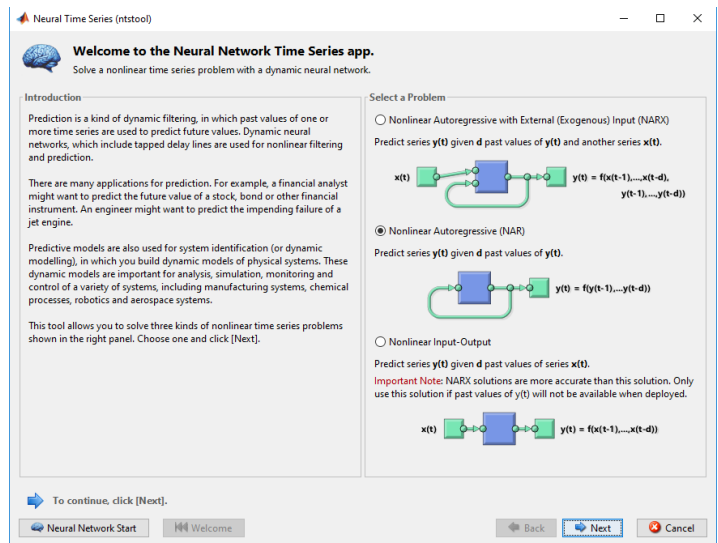 Neural Time Series (ntstool)
Welcome to the Neural Network Time Series app.
Solve a nonlinear time series problem with a dynamic neural network.
Introduction
Prediction is a kind of dynamic filtering, in which past values of one or
more time series are used to predict future values. Dynamic neural
networks, which include tapped delay lines are used for nonlinear filtering
and prediction.
There are many applications for prediction. For example, a financial analyst
might want to predict the future value of a stock, bond or other financial
instrument. An engineer might want to predict the impending failure of a
jet engine.
Predictive models are also used for system identification (or dynamic
modelling), in which you build dynamic models of physical systems. These
dynamic models are important for analysis, simulation, monitoring and
control of a variety of systems, including manufacturing systems, chemical
processes, robotics and aerospace systems.
This tool allows you to solve three kinds of nonlinear time series problems
shown in the right panel. Choose one and click [Next].
Select a Problem
Nonlinear Autoregressive with External (Exogenous) Input (NARX)
Predict series y(t) given d past values of y(t) and another series x(t).
x(t) y(t) = f(x(t-1),...,x(t-d),
y(t-1),...,y(t-d))
Nonlinear Autoregressive (NAR)
Predict series y(t) given d past values of y(t).
y(t) = f(y(t-1),...y(t-d))
Nonlinear Input-Output
Predict series y(t) given d past values of series x(t).
Important Note: NARX solutions are more accurate than this solution. Only
use this solution if past values of y(t) will not be available when deployed.
x(t) y(t) = f(x(t-1),...,x(t-d))
To continue, click [Next].
Neural Network Start Welcome Back Next Cancel